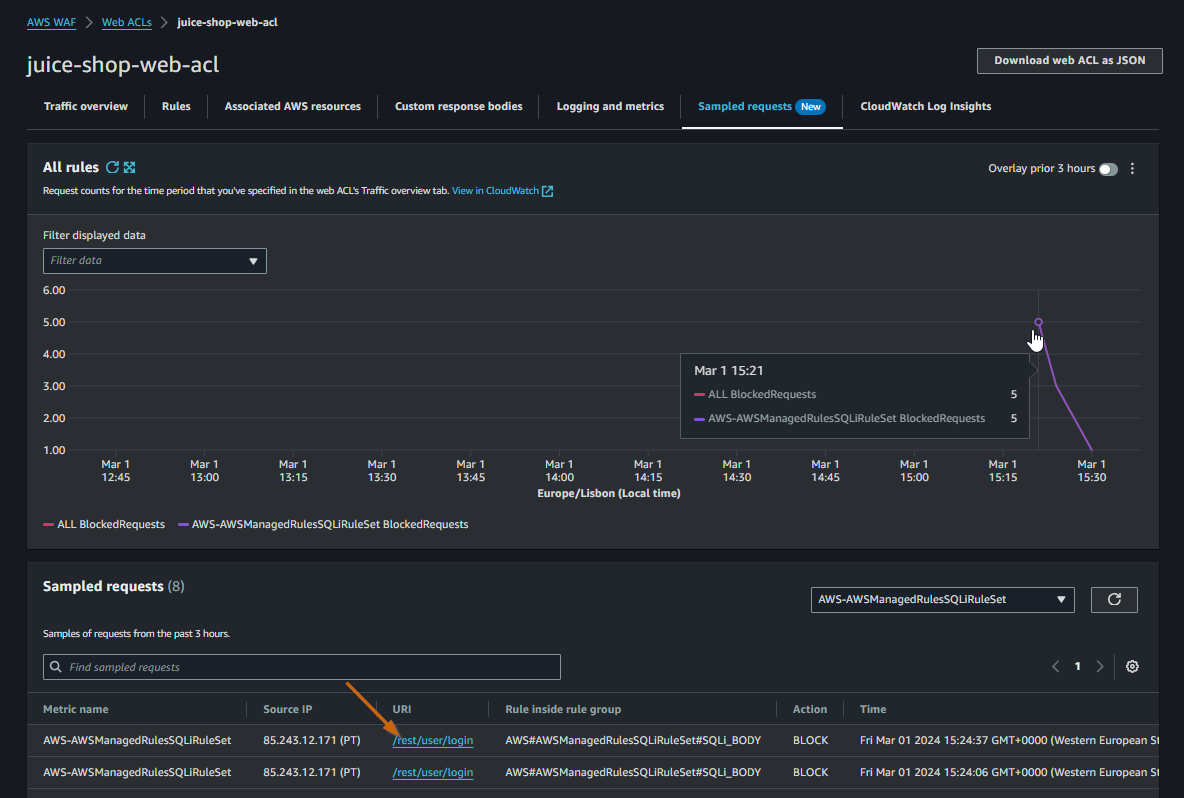 AWS WAF > Web ACLs > juice-shop-web-acl
juice-shop-web-acl
Download web ACL as JSON
Traffic overview
Rules
Associated AWS resources
Custom response bodies
Logging and metrics
Sampled requests New
CloudWatch Log Insights
All rules
Overlay prior 3 hours
Request counts for the time period that you've specified in the web ACL's Traffic overview tab. View in CloudWatch
Filter displayed data
Filter data
6.00
5.00
4.00
3.00
2.00
1.00
Mar 1 15:21
ALL BlockedRequests 5
AWS-AWSManagedRulesSQLiRuleSet BlockedRequests 5
Mar 1 12:45
Mar 1 13:00
Mar 1 13:15
Mar 1 13:30
Mar 1 13:45
Mar 1 14:00
Mar 1 14:15
Mar 1 14:30
Mar 1 14:45
Mar 1 15:00
Mar 1 15:15
Mar 1 15:30
Europe/Lisbon (Local time)
ALL BlockedRequests
AWS-AWSManagedRulesSQLiRuleSet BlockedRequests
Sampled requests (8)
AWS-AWSManagedRulesSQLiRuleSet
Samples of requests from the past 3 hours.
Find sampled requests
1
Metric name Source IP URI Rule inside rule group Action Time
AWS-AWSManagedRulesSQLiRuleSet 85.243.12.171 (PT) /rest/user/login AWS#AWSManagedRulesSQLiRuleSet#SQLi_BODY BLOCK Fri Mar 01 2024 15:24:37 GMT+0000 (Western European St
AWS-AWSManagedRulesSQLiRuleSet 85.243.12.171 (PT) /rest/user/login AWS#AWSManagedRulesSQLiRuleSet#SQLi_BODY BLOCK Fri Mar 01 2024 15:24:06 GMT+0000 (Western European St